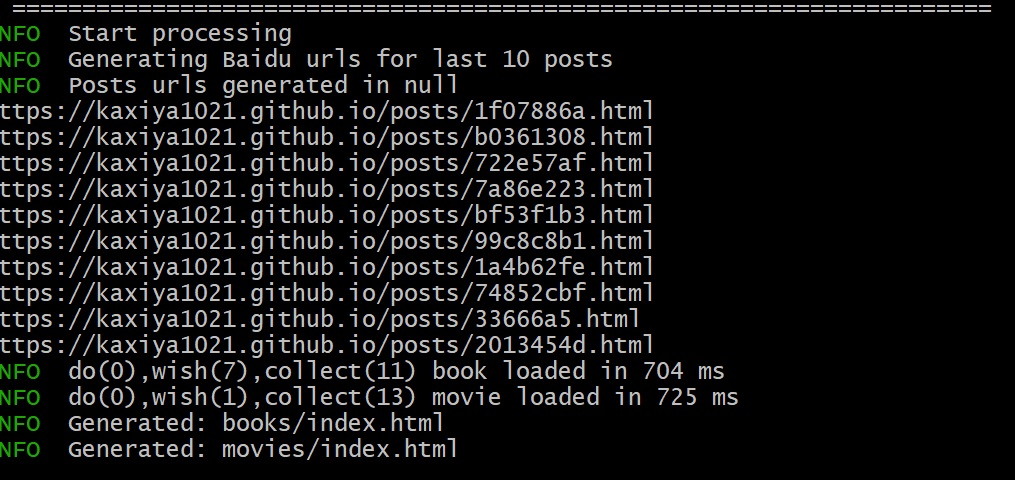 ======================================================================
NFO  Start processing
NFO  Generating Baidu urls for last 10 posts
NFO  Posts urls generated in null
ttps://kaxiya1021.github.io/posts/1f07886a.html
ttps://kaxiya1021.github.io/posts/b0361308.html
ttps://kaxiya1021.github.io/posts/722e57af.html
ttps://kaxiya1021.github.io/posts/7a86e223.html
ttps://kaxiya1021.github.io/posts/bf53f1b3.html
ttps://kaxiya1021.github.io/posts/99c8c8b1.html
ttps://kaxiya1021.github.io/posts/1a4b62fe.html
ttps://kaxiya1021.github.io/posts/74852cbf.html
ttps://kaxiya1021.github.io/posts/33666a5.html
ttps://kaxiya1021.github.io/posts/2013454d.html
NFO  do(0),wish(7),collect(11) book loaded in 704 ms
NFO  do(0),wish(1),collect(13) movie loaded in 725 ms
NFO  Generated: books/index.html
NFO  Generated: movies/index.html